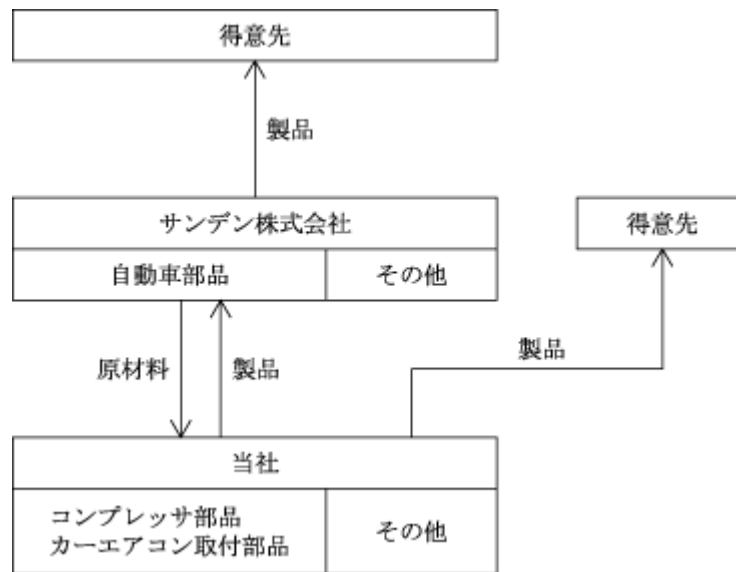 得意先
製品
サンデン株式会社
得意先
自動車部品
その他
原材料
製品
製品
当社
コンプレッサ部品
カーエアコン取付部品
その他